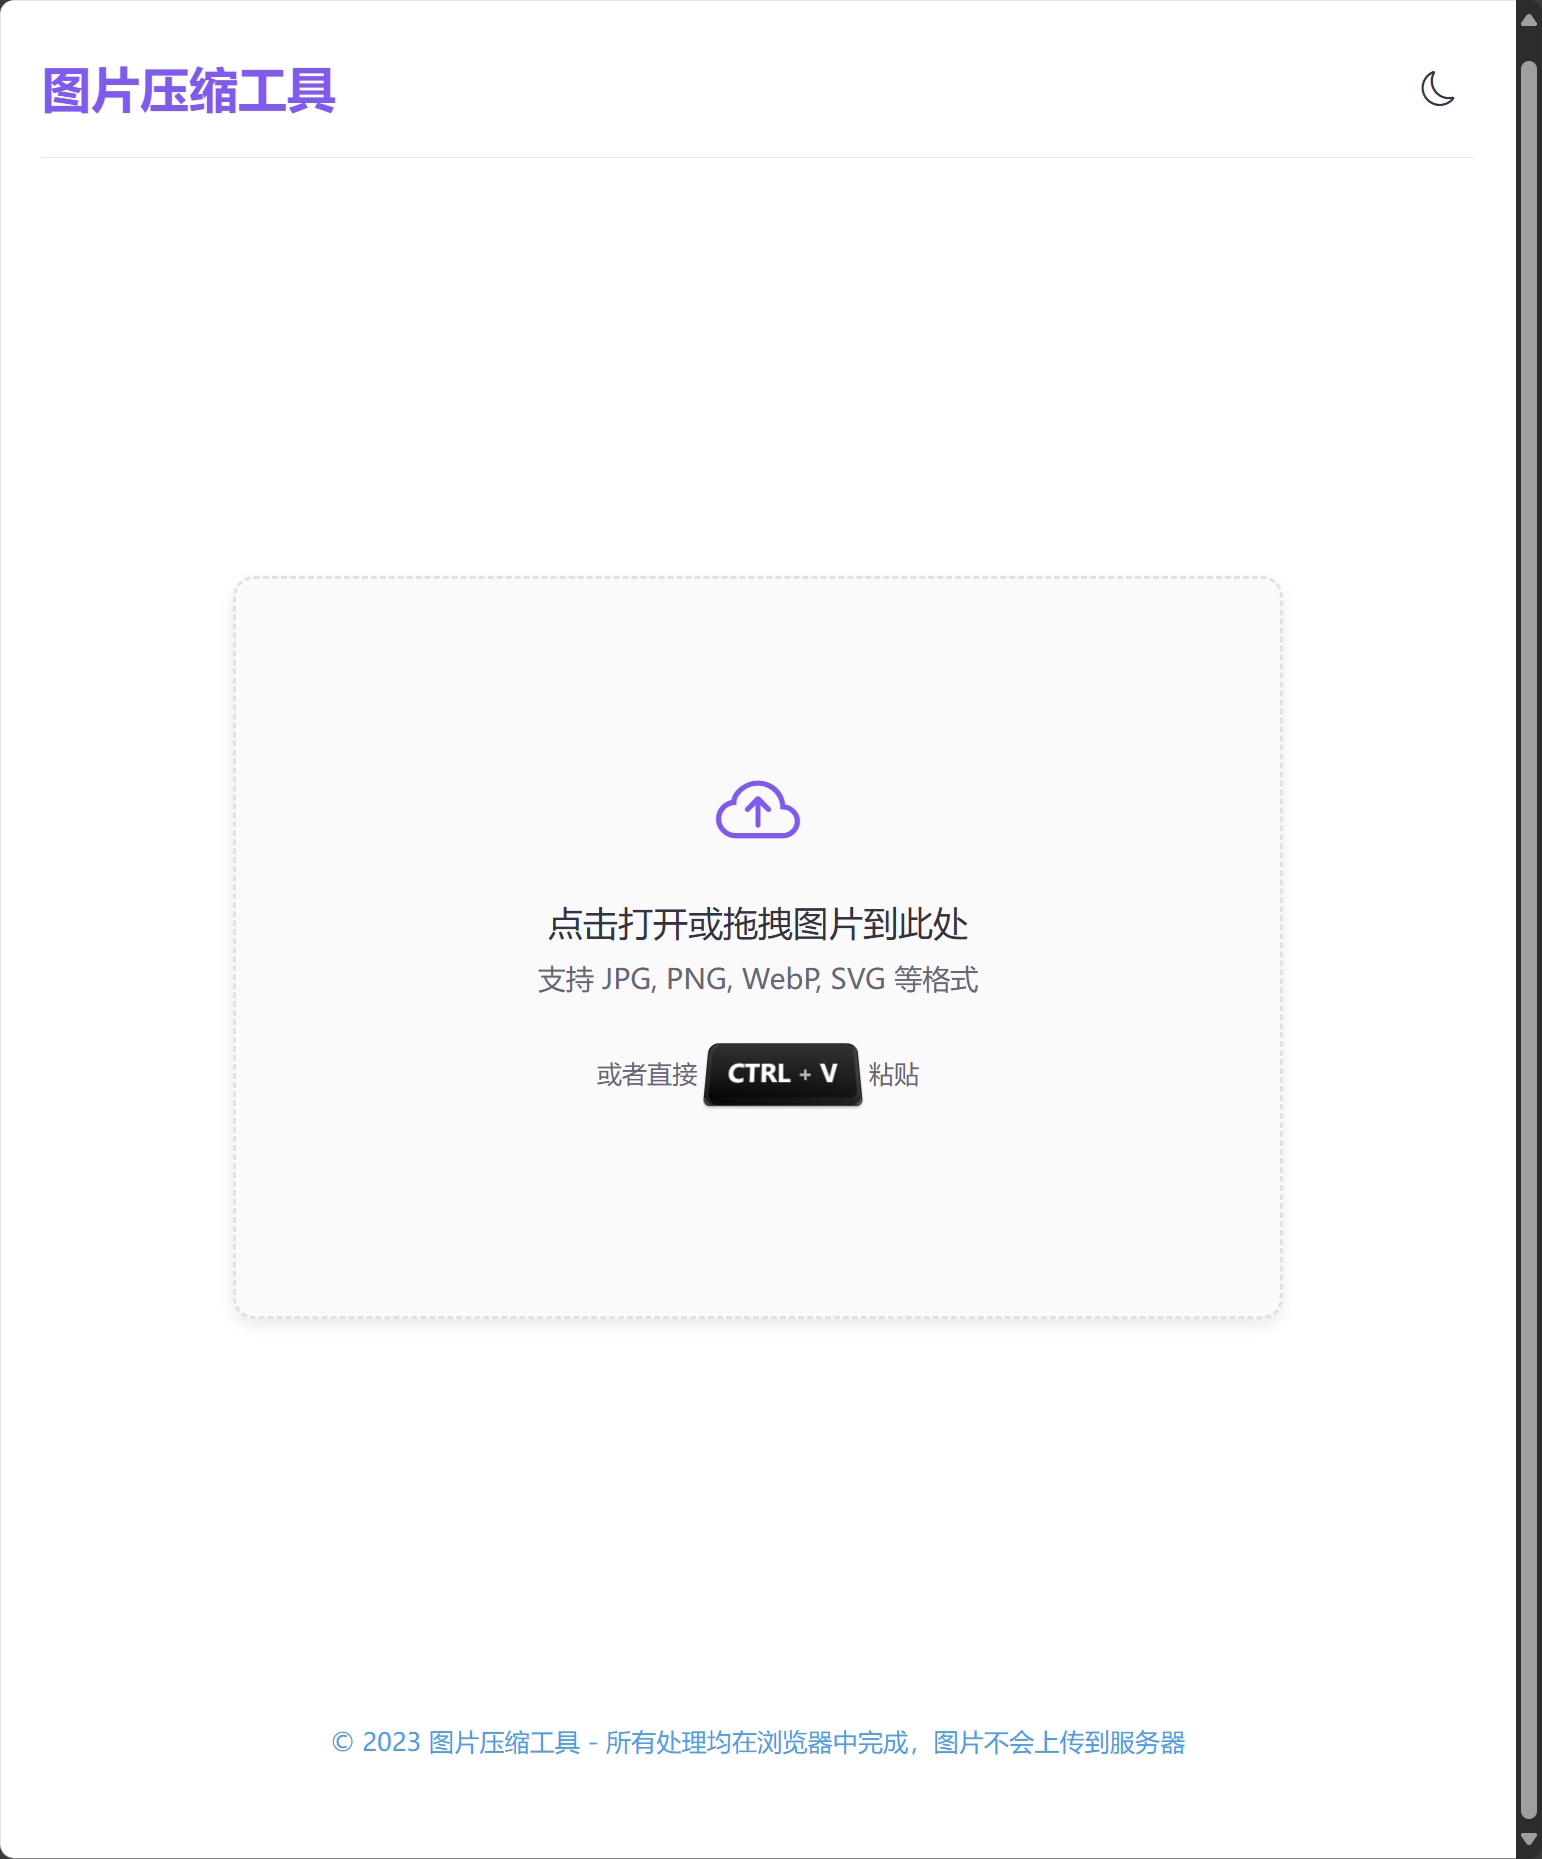 图片压缩工具
点击打开或拖拽图片到此处
支持 JPG, PNG, WebP, SVG 等格式
或者直接 CTRL + V 粘贴
© 2023 图片压缩工具 - 所有处理均在浏览器中完成，图片不会上传到服务器